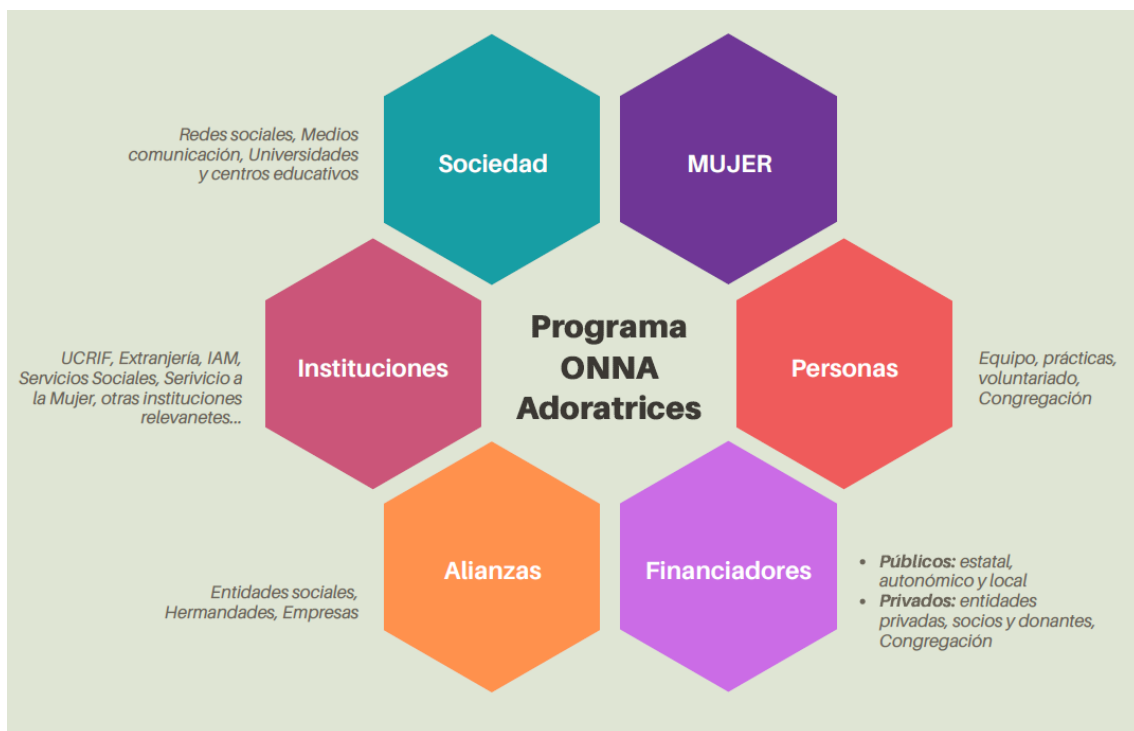 Redes sociales, Medios
comunicación, Universidades
y centros educativos
Sociedad
MUJER
UCRIF, Extranjería, IAM,
Servicios Sociales, Serivicio a
la Mujer, otras instituciones
relevanetes...
Instituciones
Programa
ONNA
Adoratrices
Personas
Equipo, prácticas,
voluntariado,
Congregación
Entidades sociales,
Hermandades, Empresas
Alianzas
Financiadores
• Públicos: estatal,
autonómico y local
• Privados: entidades
privadas, socios y donantes,
Congregación